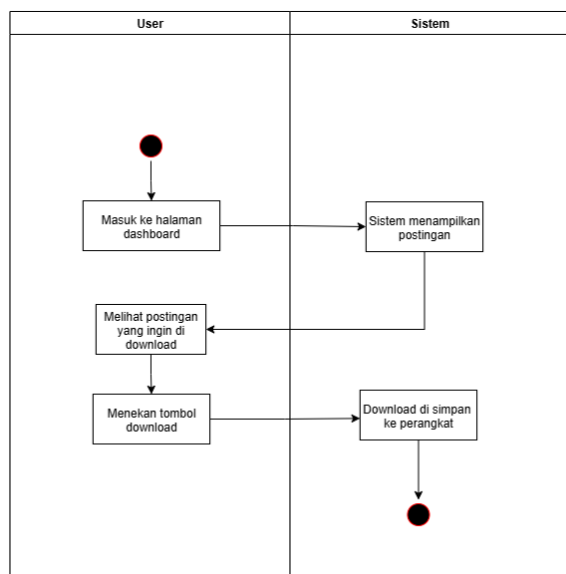 User
Sistem
Masuk ke halaman
dashboard
Sistem menampilkan
postingan
Melihat postingan
yang ingin di
download
Menekan tombol
download
Download di simpan
ke perangkat